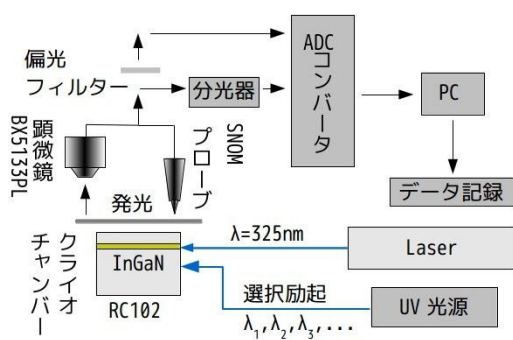 偏光
フィルター
分光器
ADC
コンバータ
PC
データ記録
顕微鏡
BX5133PL
SNOM
プローブ
発光
クライオ
チャンバー
InGaN
RC102
λ=325nm
Laser
選択励起
λ₁,λ₂,λ₃,...
UV 光源